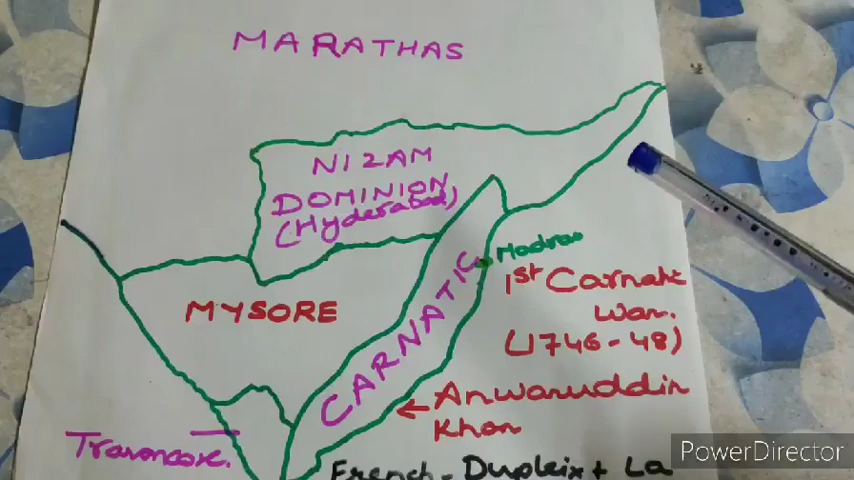 MARATHAS
NIZAM
DOMINION
(Hyderabad)
Madras
1st Carnatic
War.
(1746-48)
MYSORE
CARNATIC
Anwaruddin
Khan
Travancore.
French - Dupleix + La
PowerDirector